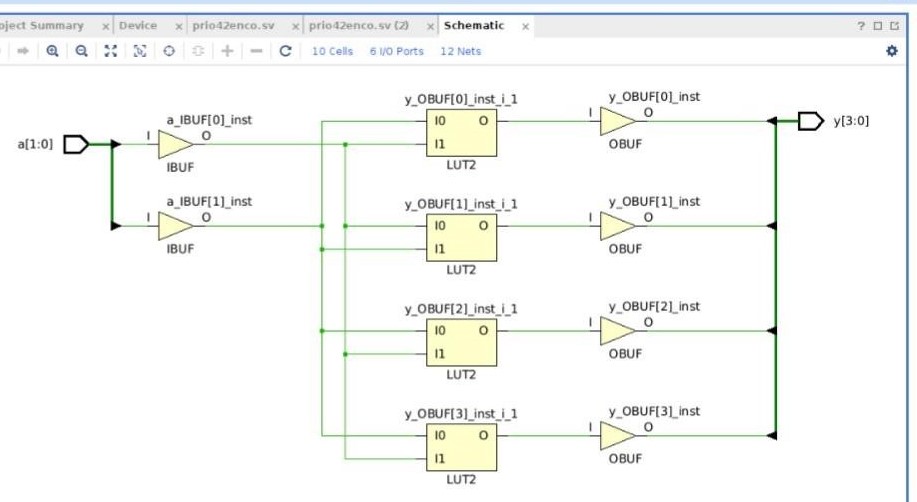 oject Summary × Device × prio42enco.sv × prio42enco.sv (2) × Schematic × ?
10 Cells 6 I/O Ports 12 Nets
y_OBUF[0]_inst_i_1 y_OBUF[0]_inst
a_IBUF[0]_inst I0 O I O y[3:0]
a[1:0] I O I1 OBUF
IBUF LUT2
a_IBUF[1]_inst y_OBUF[1]_inst_i_1 y_OBUF[1]_inst
I O I0 O I O
IBUF I1 OBUF
LUT2
y_OBUF[2]_inst_i_1 y_OBUF[2]_inst
I0 O I O
I1 OBUF
LUT2
y_OBUF[3]_inst_i_1 y_OBUF[3]_inst
I0 O I O
I1 OBUF
LUT2